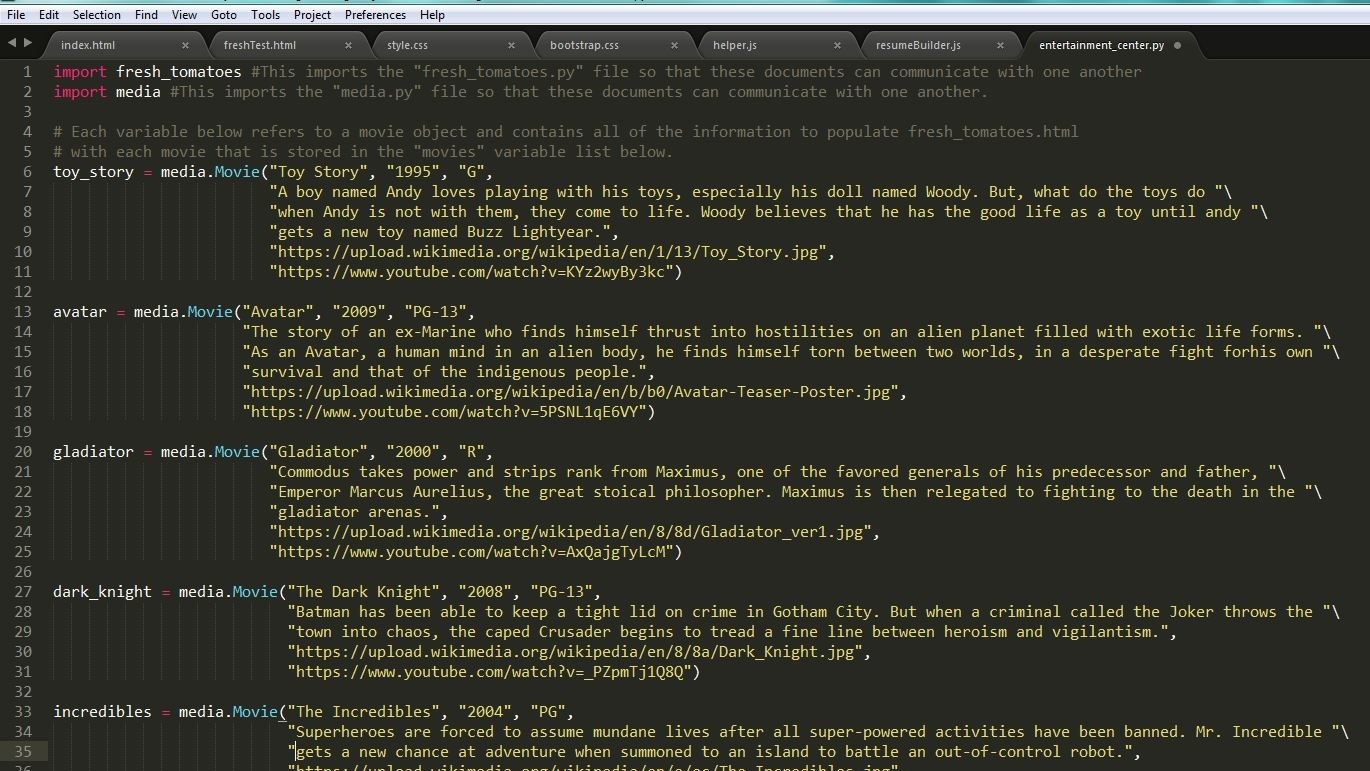 File Edit Selection Find View Goto Tools Project Preferences Help
index.html × freshTest.html × style.css × bootstrap.css × helper.js × resumeBuilder.js × entertainment_center.py
1 import fresh_tomatoes #This imports the "fresh_tomatoes.py" file so that these documents can communicate with one another
2 import media #This imports the "media.py" file so that these documents can communicate with one another.
3
4 # Each variable below refers to a movie object and contains all of the information to populate fresh_tomatoes.html
5 # with each movie that is stored in the "movies" variable list below.
6 toy_story = media.Movie("Toy Story", "1995", "G",
7 "A boy named Andy loves playing with his toys, especially his doll named Woody. But, what do the toys do "\
8 "when Andy is not with them, they come to life. Woody believes that he has the good life as a toy until andy "\
9 "gets a new toy named Buzz Lightyear.",
10 "https://upload.wikimedia.org/wikipedia/en/1/13/Toy_Story.jpg",
11 "https://www.youtube.com/watch?v=KYz2wyBy3kc")
12
13 avatar = media.Movie("Avatar", "2009", "PG-13",
14 "The story of an ex-Marine who finds himself thrust into hostilities on an alien planet filled with exotic life forms. "\
15 "As an Avatar, a human mind in an alien body, he finds himself torn between two worlds, in a desperate fight forhis own "\
16 "survival and that of the indigenous people.",
17 "https://upload.wikimedia.org/wikipedia/en/b/b0/Avatar-Teaser-Poster.jpg",
18 "https://www.youtube.com/watch?v=5PSNL1qE6VY")
19
20 gladiator = media.Movie("Gladiator", "2000", "R",
21 "Commodus takes power and strips rank from Maximus, one of the favored generals of his predecessor and father, "\
22 "Emperor Marcus Aurelius, the great stoical philosopher. Maximus is then relegated to fighting to the death in the "\
23 "gladiator arenas.",
24 "https://upload.wikimedia.org/wikipedia/en/8/8d/Gladiator_ver1.jpg",
25 "https://www.youtube.com/watch?v=AxQajgTyLcM")
26
27 dark_knight = media.Movie("The Dark Knight", "2008", "PG-13",
28 "Batman has been able to keep a tight lid on crime in Gotham City. But when a criminal called the Joker throws the "\
29 "town into chaos, the caped Crusader begins to tread a fine line between heroism and vigilantism.",
30 "https://upload.wikimedia.org/wikipedia/en/8/8a/Dark_Knight.jpg",
31 "https://www.youtube.com/watch?v=_PZpmTj1Q8Q")
32
33 incredibles = media.Movie("The Incredibles", "2004", "PG",
34 "Superheroes are forced to assume mundane lives after all super-powered activities have been banned. Mr. Incredible "\
35 "gets a new chance at adventure when summoned to an island to battle an out-of-control robot.",